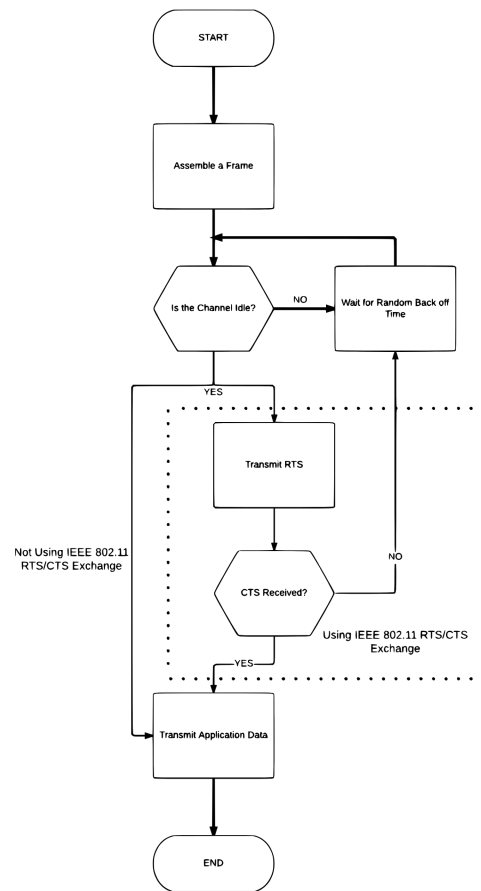 START
Assemble a Frame
Is the Channel Idle?
NO
Wait for Random Back off
Time
YES
Transmit RTS
Not Using IEEE 802.11
RTS/CTS Exchange
NO
CTS Received?
Using IEEE 802.11 RTS/CTS
Exchange
YES
Transmit Application Data
END